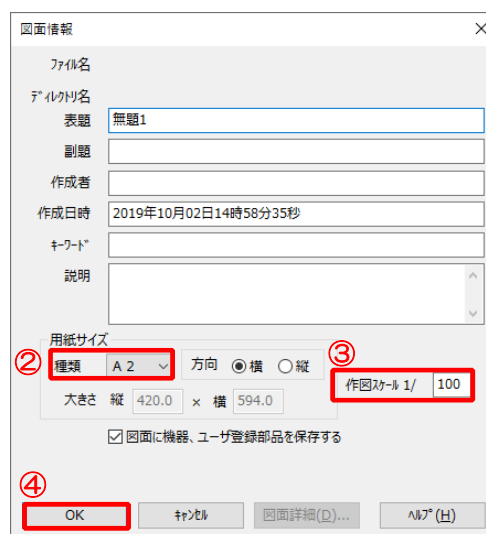 図面情報
ﾌｧｲﾙ名
ﾃﾞｨﾚｸﾄﾘ名
表題 無題1
副題
作成者
作成日時 2019年10月02日14時58分35秒
ｷｰﾜｰﾄﾞ
説明
用紙サイズ
② 種類 A 2 方向 横 縦
③
作図ｽｹｰﾙ 1/ 100
大きさ 縦 420.0 × 横 594.0
図面に機器、ユーザ登録部品を保存する
④
OK ｷｬﾝｾﾙ 図面詳細(D)... ﾍﾙﾌﾟ(H)